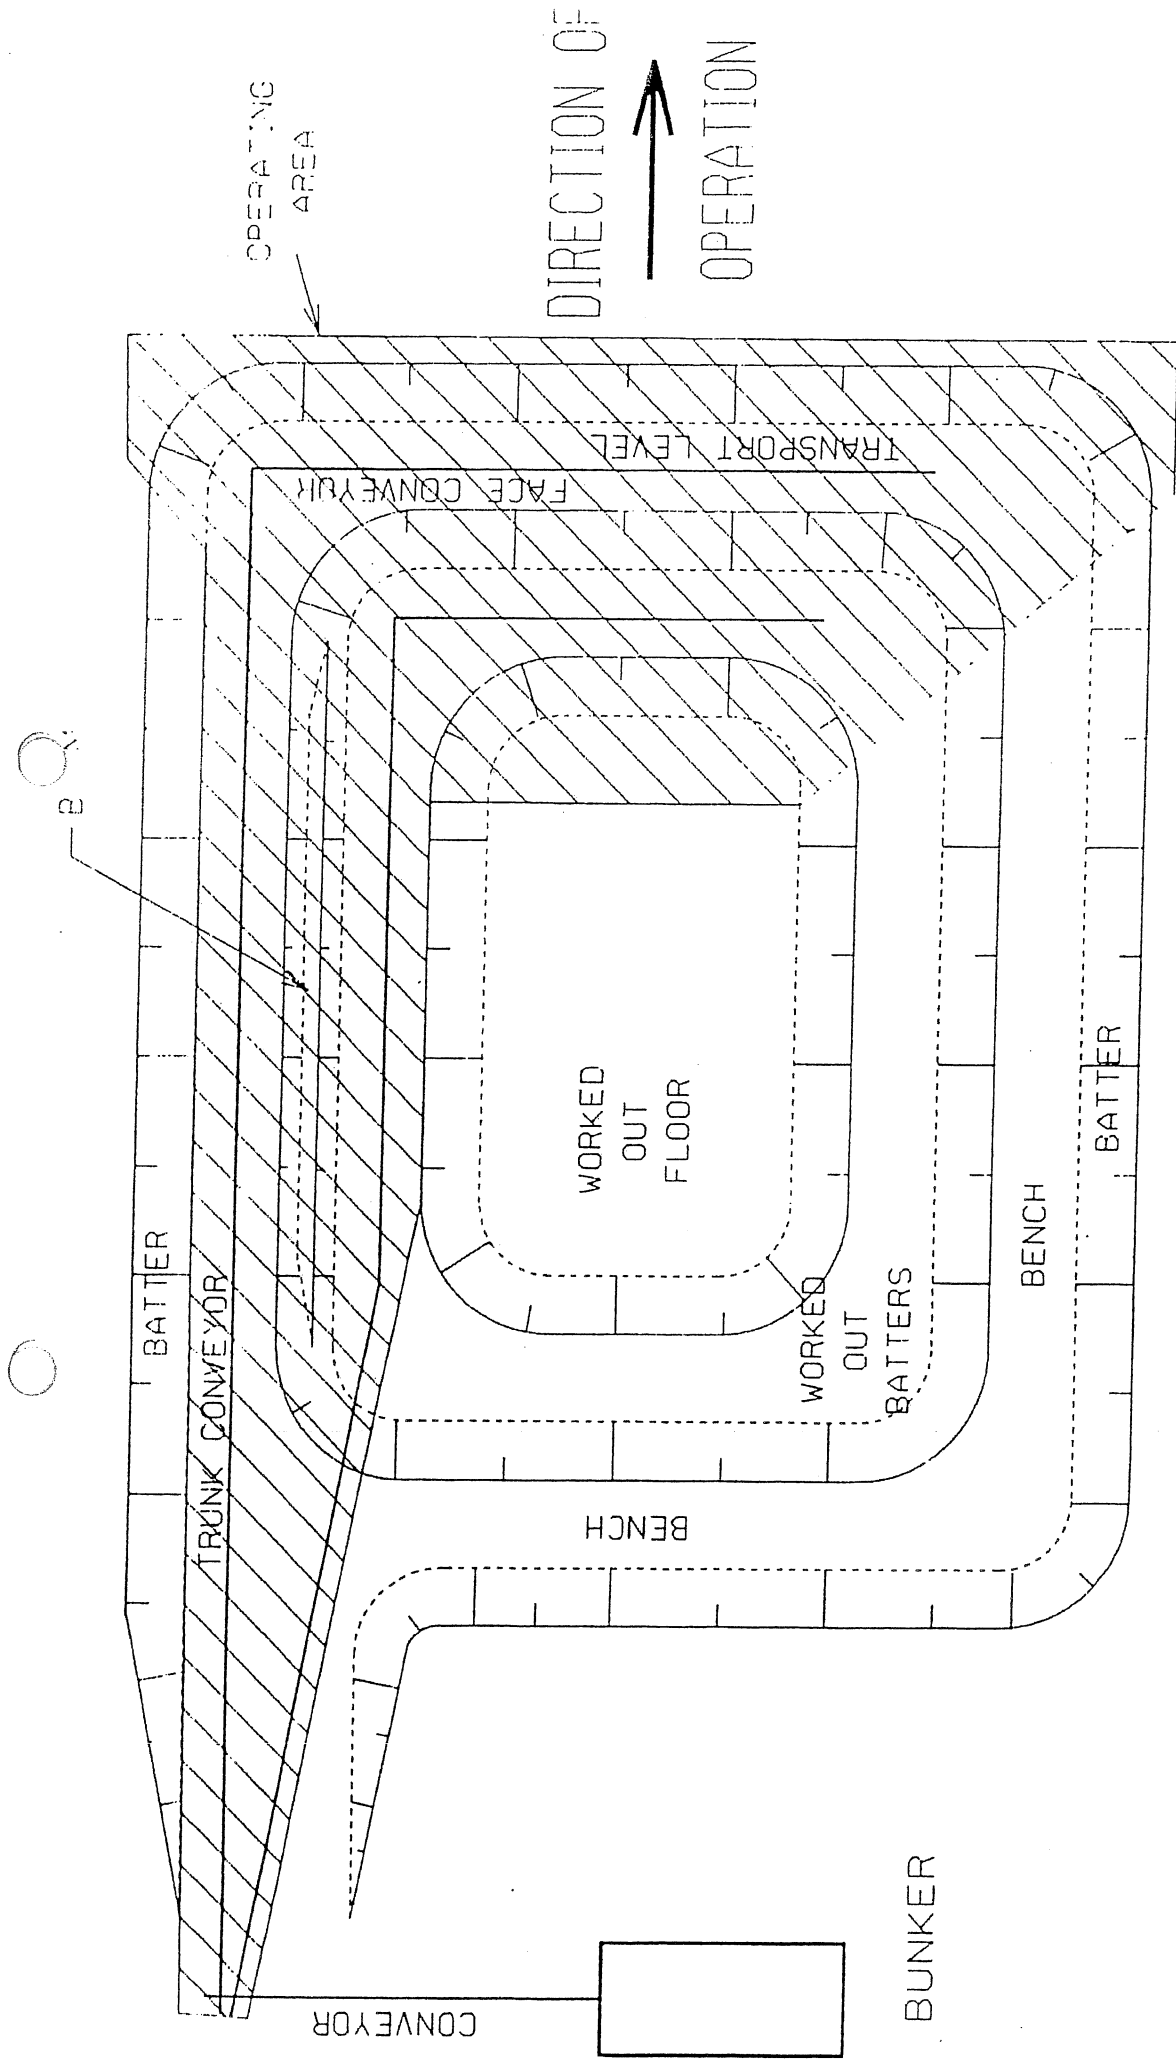 OPERATING
AREA
DIRECTION OF
OPERATION
B
TRANSPORT LEVEL
FACE CONVEYOR
BATTER
TRUNK CONVEYOR
WORKED
OUT
FLOOR
WORKED
OUT
BATTERS
BENCH
BATTER
BENCH
CONVEYOR
BUNKER